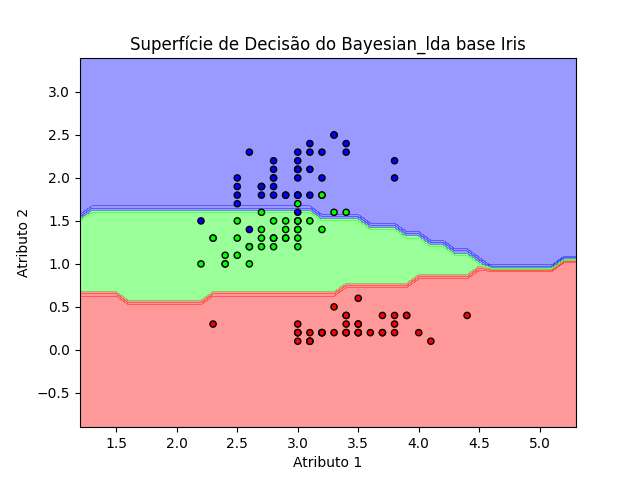 Superfície de Decisão do Bayesian_lda base Iris
Atributo 2
3.0
2.5
2.0
1.5
1.0
0.5
0.0
−0.5
1.5 2.0 2.5 3.0 3.5 4.0 4.5 5.0
Atributo 1